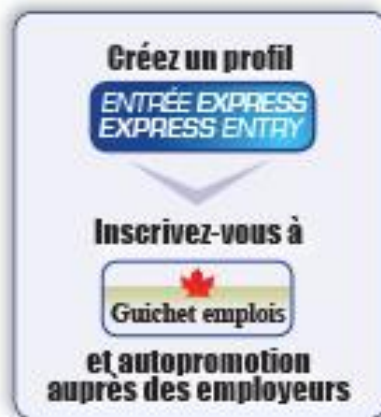 Créez un profil
ENTRÉE EXPRESS
EXPRESS ENTRY
Inscrivez-vous à
Guichet emplois
et autopromotion
auprès des employeurs